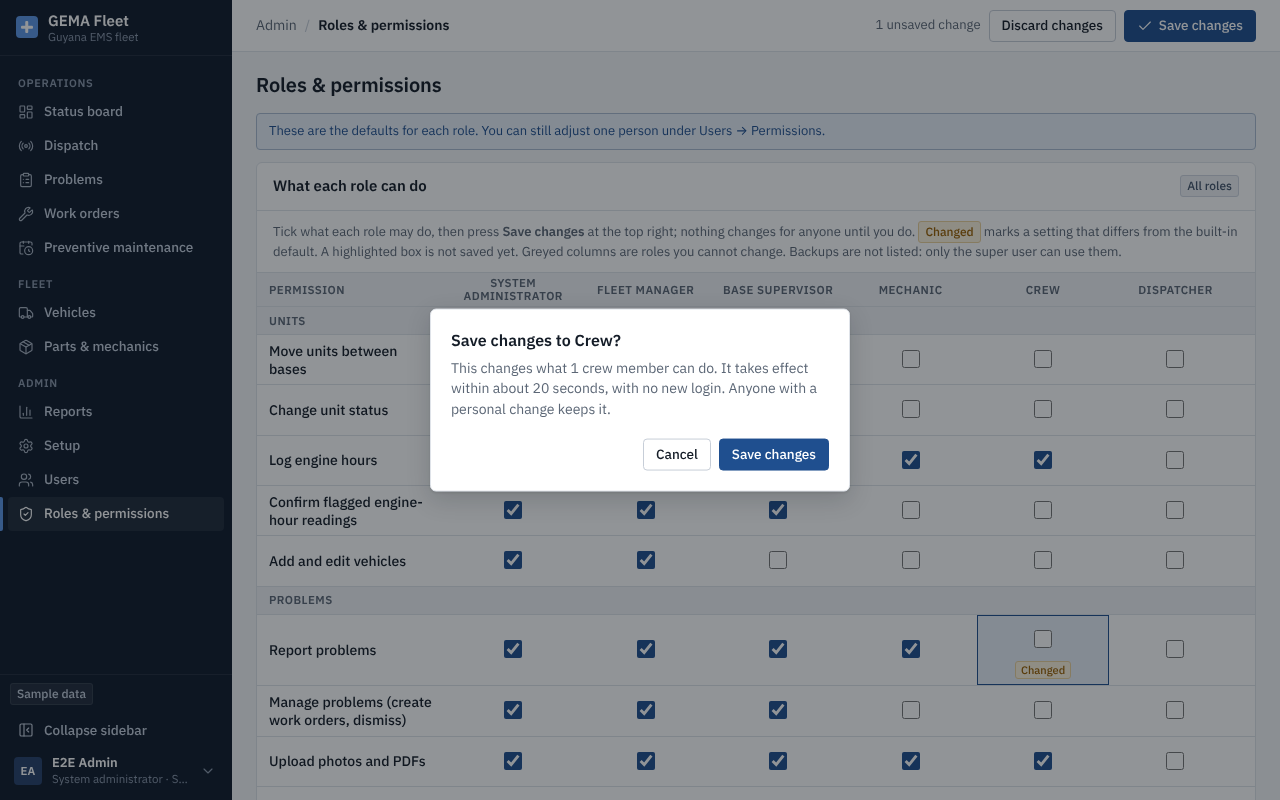 GEMA Fleet
Guyana EMS fleet
OPERATIONS
Status board
Dispatch
Problems
Work orders
Preventive maintenance
FLEET
Vehicles
Parts & mechanics
ADMIN
Reports
Setup
Users
Roles & permissions
Sample data
Collapse sidebar
EA
E2E Admin
System administrator · S...
Admin / Roles & permissions
1 unsaved change
Discard changes
Save changes
Roles & permissions
These are the defaults for each role. You can still adjust one person under Users → Permissions.
What each role can do
All roles
Tick what each role may do, then press Save changes at the top right; nothing changes for anyone until you do. Changed marks a setting that differs from the built-in
default. A highlighted box is not saved yet. Greyed columns are roles you cannot change. Backups are not listed: only the super user can use them.
PERMISSION
SYSTEM
ADMINISTRATOR
FLEET MANAGER
BASE SUPERVISOR
MECHANIC
CREW
DISPATCHER
UNITS
Move units between
bases
Change unit status
Log engine hours
Confirm flagged engine-
hour readings
Add and edit vehicles
PROBLEMS
Report problems
Changed
Manage problems (create
work orders, dismiss)
Upload photos and PDFs
Save changes to Crew?
This changes what 1 crew member can do. It takes effect
within about 20 seconds, with no new login. Anyone with a
personal change keeps it.
Cancel
Save changes